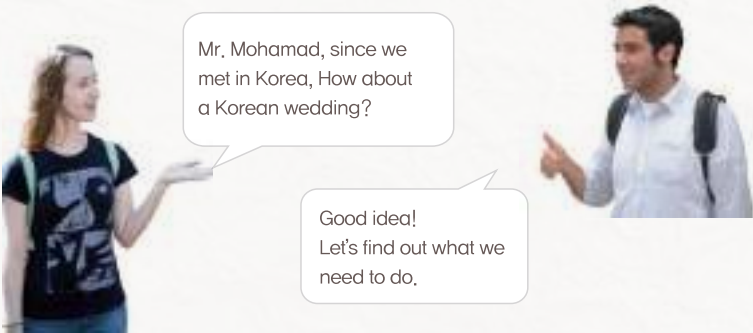 Mr. Mohamad, since we
met in Korea, How about
a Korean wedding?
Good idea!
Let's find out what we
need to do.